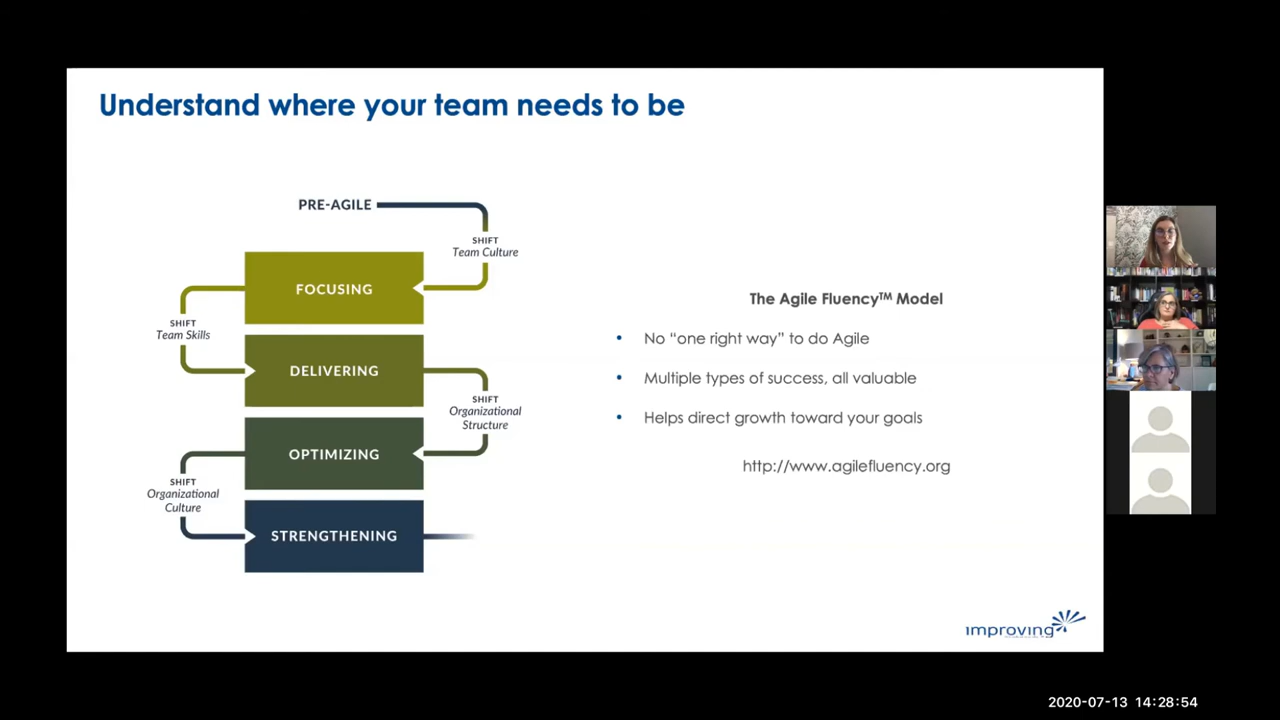 Understand where your team needs to be
PRE-AGILE
SHIFT
Team Culture
FOCUSING
SHIFT
Team Skills
DELIVERING
SHIFT
Organizational
Structure
OPTIMIZING
SHIFT
Organizational
Culture
STRENGTHENING
The Agile Fluency™ Model
• No “one right way” to do Agile
• Multiple types of success, all valuable
• Helps direct growth toward your goals
http://www.agilefluency.org
improving
2020-07-13 14:28:54